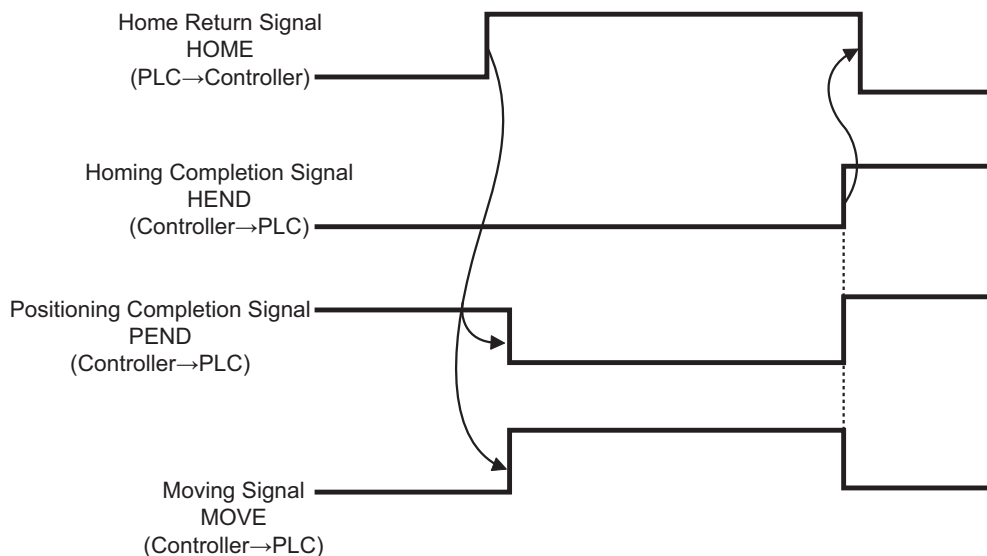 Home Return Signal
HOME
(PLC→Controller)
Homing Completion Signal
HEND
(Controller→PLC)
Positioning Completion Signal
PEND
(Controller→PLC)
Moving Signal
MOVE
(Controller→PLC)